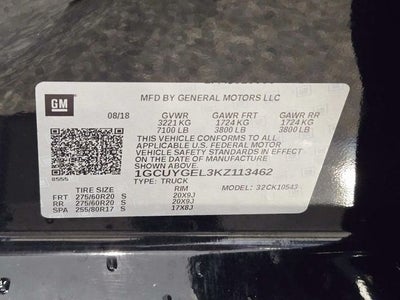 GM
MFD BY GENERAL MOTORS LLC
08/18 GVWR GAWR FRT GAWR RR
3221 KG 1724 KG 1724 KG
7100 LB 3800 LB 3800 LB
THIS VEHICLE CONFORMS TO ALL
APPLICABLE U.S. FEDERAL MOTOR
VEHICLE SAFETY STANDARDS IN EFFECT
ON THE DATE OF MANUFACTURE
SHOWN ABOVE.
1GCUYGEL3KZ113462
TYPE: TRUCK MODEL: 32CK10543
TIRE SIZE RIM
FRT 275/60R20 S 20X9J
RR 275/60R20 S 20X9J
SPA 255/80R17 S 17X8J